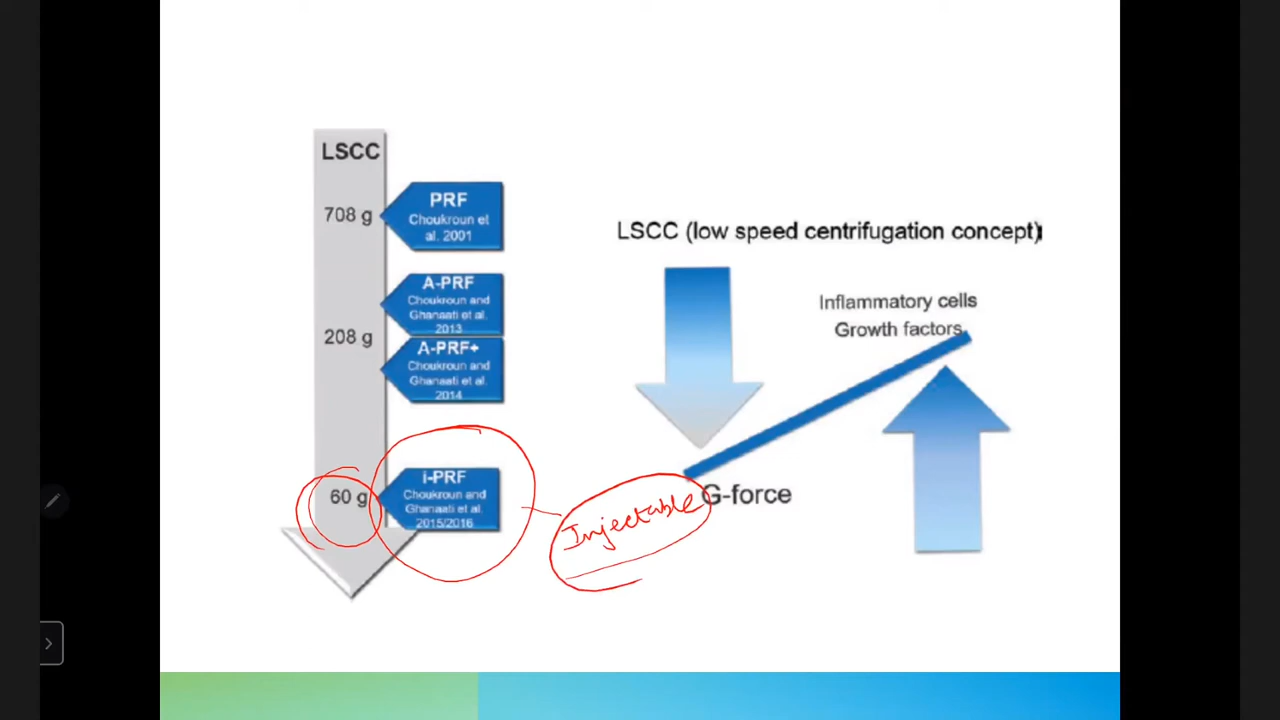 LSCC
708 g
PRF
Choukroun et
al. 2001
A-PRF
Choukroun and
Ghanaati et al.
2013
208 g
A-PRF+
Choukroun and
Ghanaati et al.
2014
60 g
i-PRF
Choukroun and
Ghanaati et al.
2015/2016
Injectable
LSCC (low speed centrifugation concept)
Inflammatory cells
Growth factors
G-force